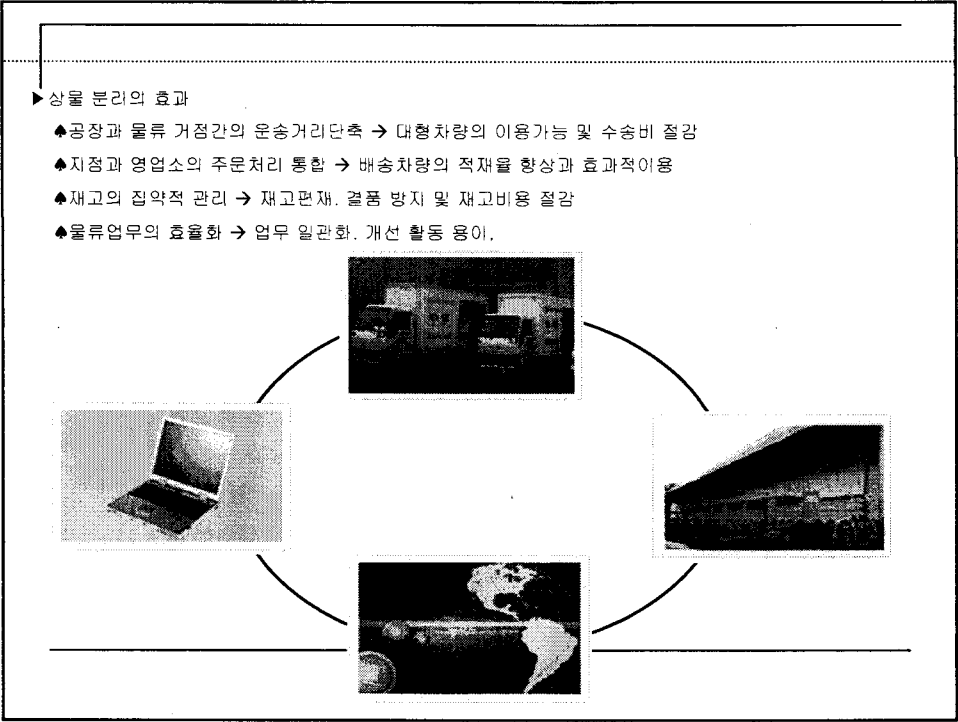 ▶상물 분리의 효과
♠공장과 물류 거점간의 운송거리단축 → 대형차량의 이용가능 및 수송비 절감
♠지점과 영업소의 주문처리 통합 → 배송차량의 적재율 향상과 효과적이용
♠재고의 집약적 관리 → 재고편재. 결품 방지 및 재고비용 절감
♠물류업무의 효율화 → 업무 일관화. 개선 활동 용이.